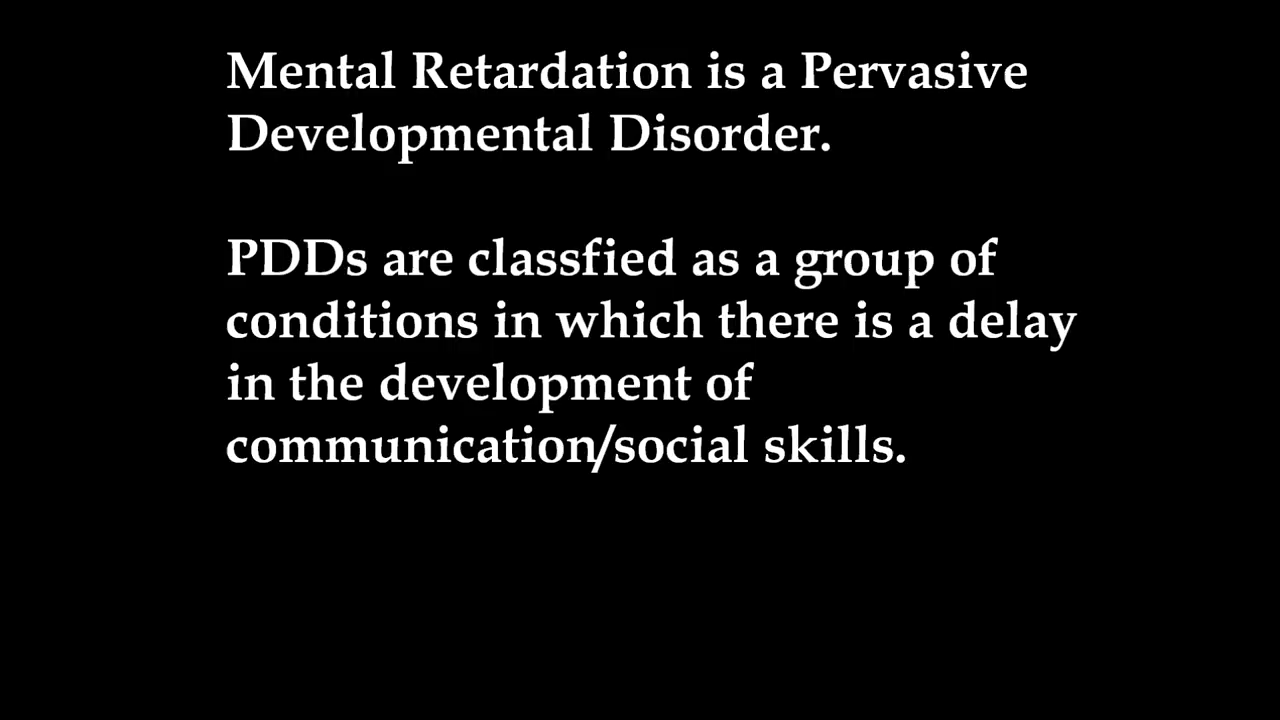 Mental Retardation is a Pervasive
Developmental Disorder.
PDDs are classfied as a group of
conditions in which there is a delay
in the development of
communication/social skills.